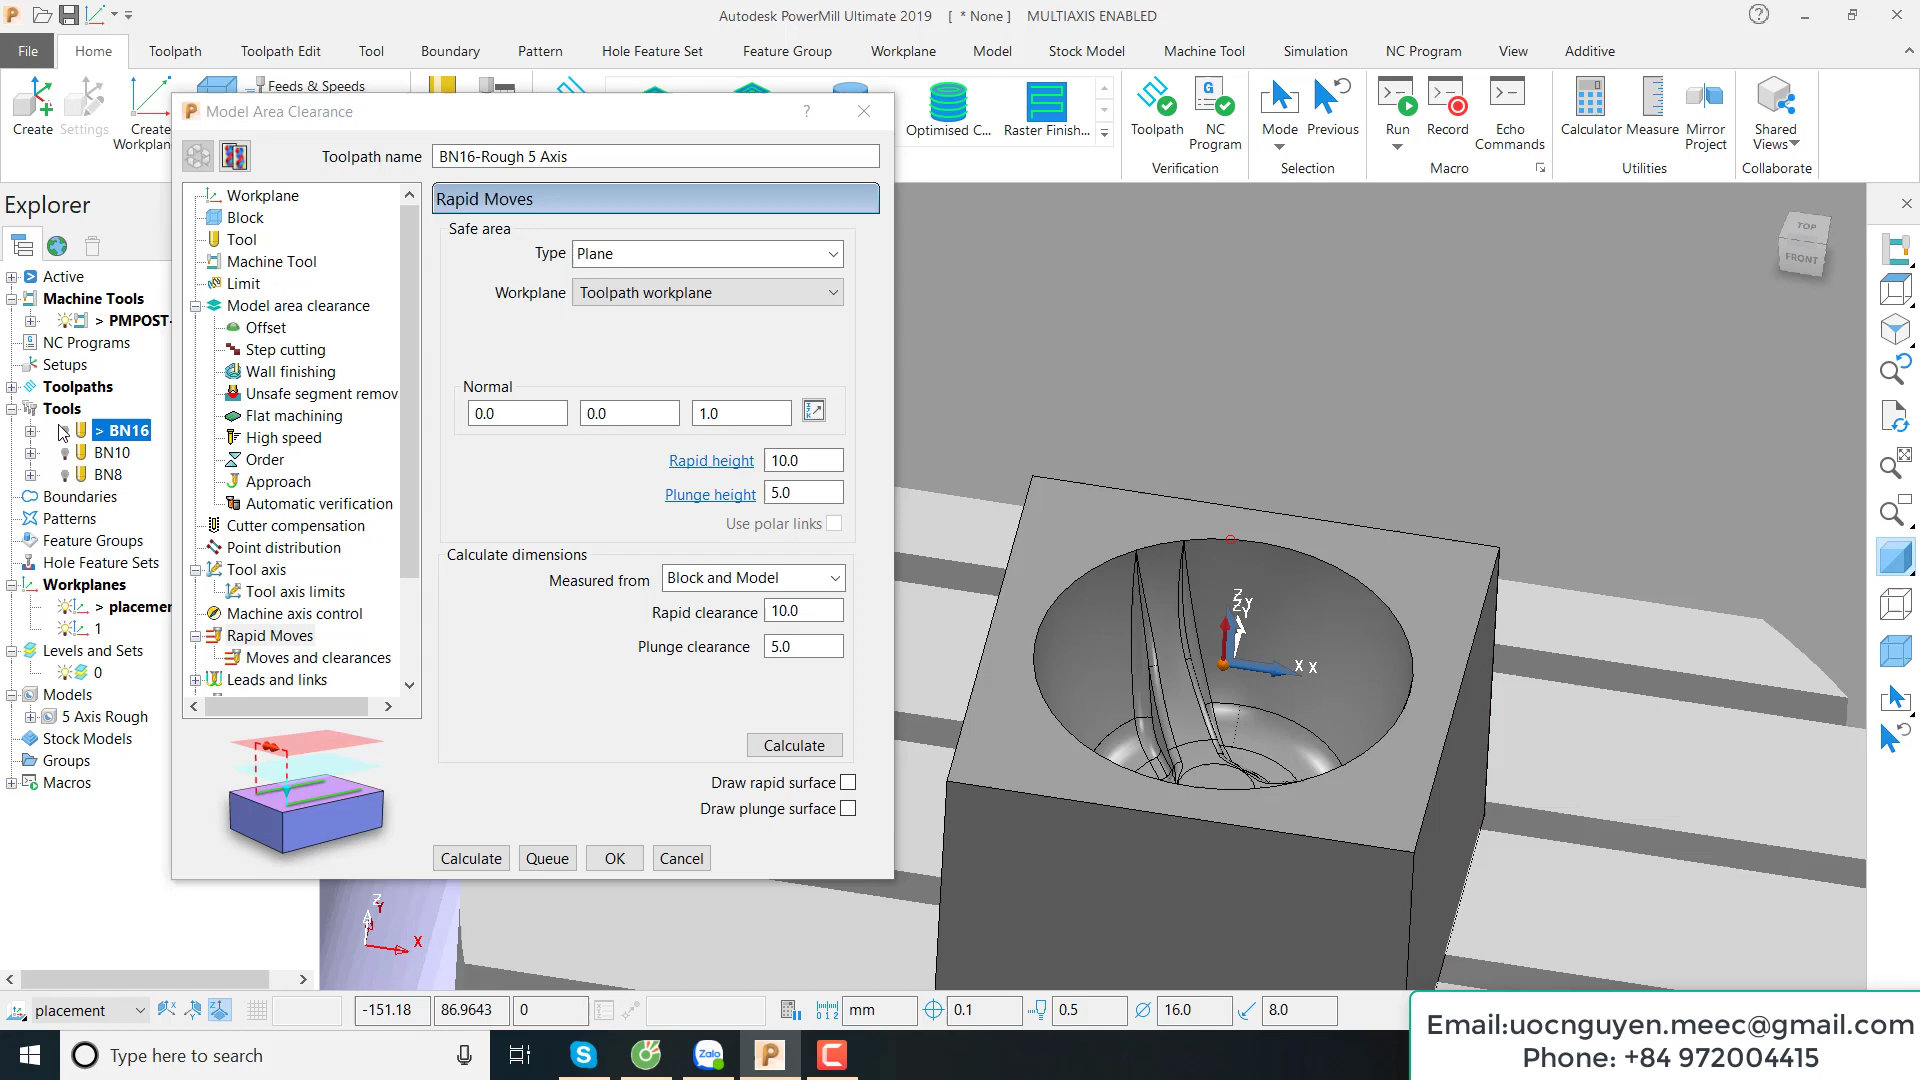 Autodesk PowerMill Ultimate 2019 [ * None ] MULTIAXIS ENABLED
File Home Toolpath Toolpath Edit Tool Boundary Pattern Hole Feature Set Feature Group Workplane Model Stock Model Machine Tool Simulation NC Program View Additive
Feeds & Speeds
Create Settings Create Workplan
Optimised C... Raster Finish...
Toolpath NC Program
Verification
Mode Previous
Selection
Run Record Echo Commands
Macro
Calculator Measure Mirror Project
Utilities
Shared Views
Collaborate
Model Area Clearance ?
Toolpath name BN16-Rough 5 Axis
Explorer
Active
Machine Tools
> PMPOST-
NC Programs
Setups
Toolpaths
Tools
> BN16
BN10
BN8
Boundaries
Patterns
Feature Groups
Hole Feature Sets
Workplanes
> placemen
1
Levels and Sets
0
Models
5 Axis Rough
Stock Models
Groups
Macros
Workplane
Block
Tool
Machine Tool
Limit
Model area clearance
Offset
Step cutting
Wall finishing
Unsafe segment remov
Flat machining
High speed
Order
Approach
Automatic verification
Cutter compensation
Point distribution
Tool axis
Tool axis limits
Machine axis control
Rapid Moves
Moves and clearances
Leads and links
Rapid Moves
Safe area
Type Plane
Workplane Toolpath workplane
Normal
0.0 0.0 1.0
Rapid height 10.0
Plunge height 5.0
Use polar links
Calculate dimensions
Measured from Block and Model
Rapid clearance 10.0
Plunge clearance 5.0
Calculate
Draw rapid surface
Draw plunge surface
Calculate Queue OK Cancel
TOP
FRONT
Z
Z Y
Y
X X
Z
Y
X
placement -151.18 86.9643 0 mm 0.1 0.5 16.0 8.0
Type here to search
Zalo
Email:uocnguyen.meec@gmail.com
Phone: +84 972004415